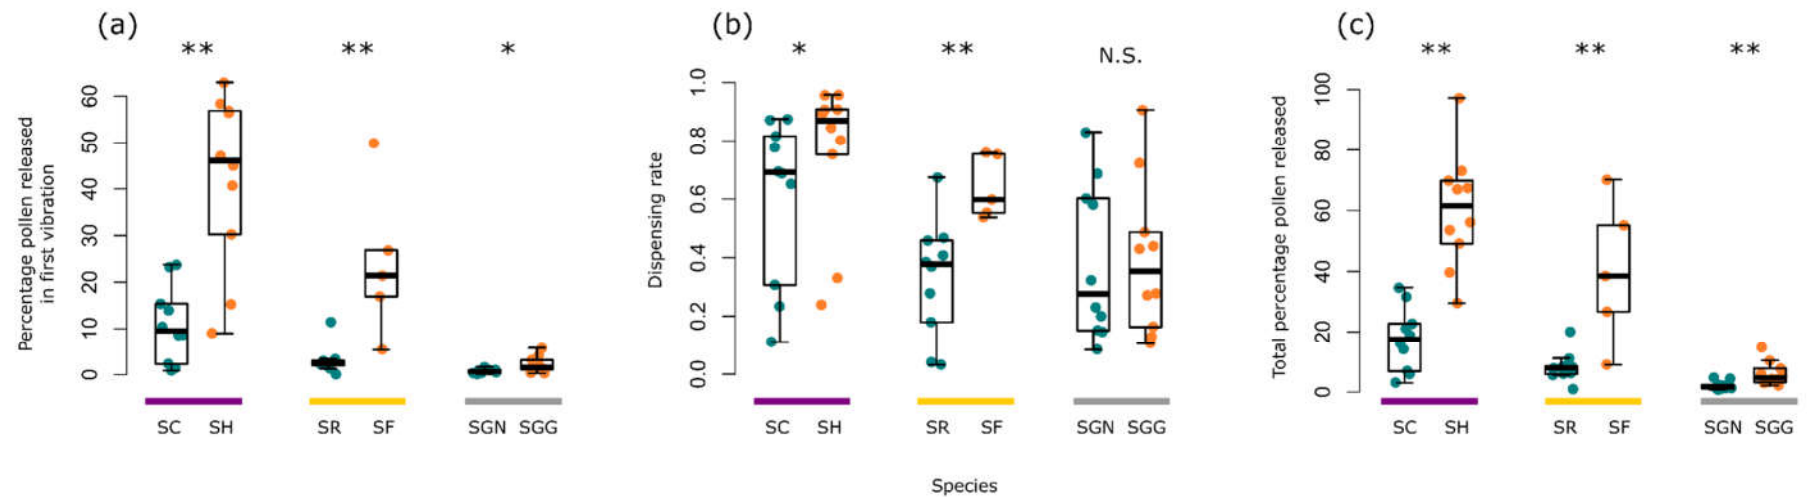 (a)
** ** *
Percentage pollen released
in first vibration
60
50
40
30
20
10
0
SC SH SR SF SGN SGG
(b)
* ** N.S.
Dispensing rate
1.0
0.8
0.6
0.4
0.2
0.0
SC SH SR SF SGN SGG
Species
(c)
** ** **
Total percentage pollen released
100
80
60
40
20
0
SC SH SR SF SGN SGG